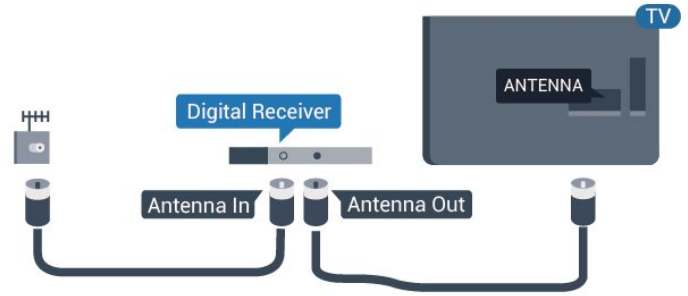 TV
ANTENNA
Digital Receiver
Antenna In
Antenna Out